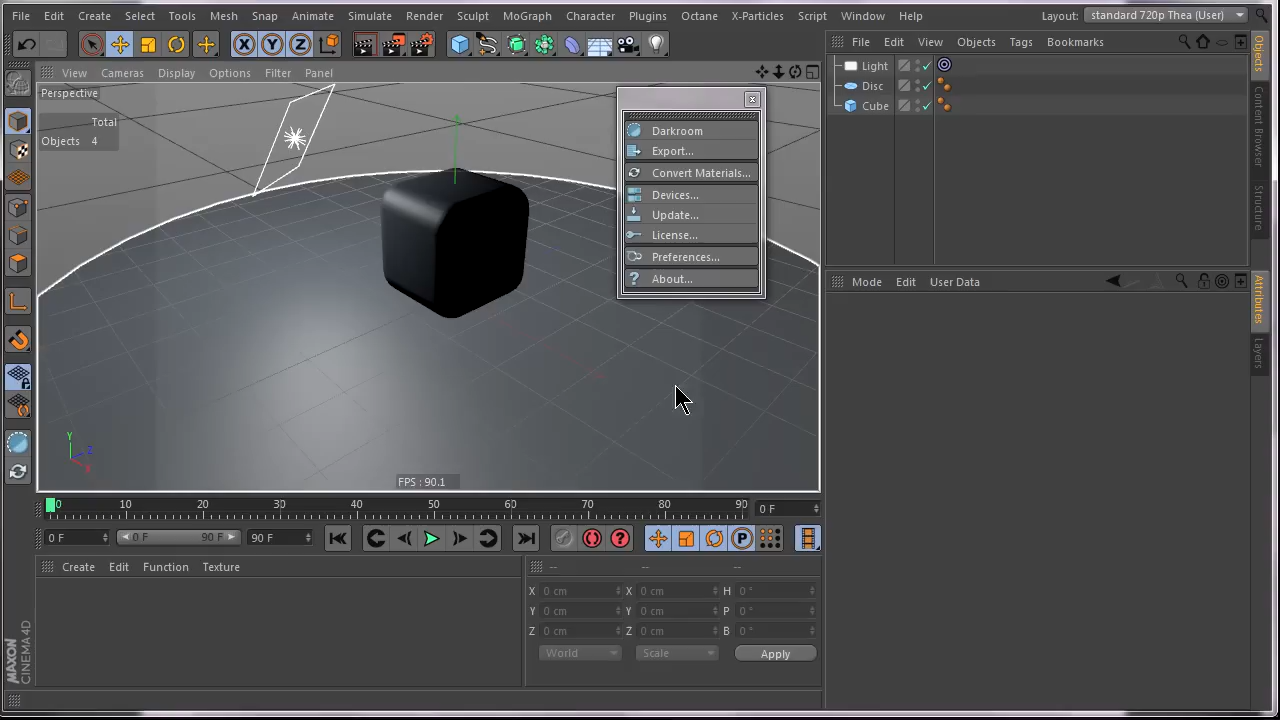 File Edit Create Select Tools Mesh Snap Animate Simulate Render Sculpt MoGraph Character Plugins Octane X-Particles Script Window Help Layout: standard 720p Thea (User)
X Y Z
File Edit View Objects Tags Bookmarks
View Cameras Display Options Filter Panel
Light
Disc
Cube
Objects
Content Browser
Structure
Perspective
Total
Objects 4
Darkroom
Export...
Convert Materials...
Devices...
Update...
License...
Preferences...
About...
Mode Edit User Data
Attributes
Layers
Y
Z
X
FPS : 90.1
0 10 20 30 40 50 60 70 80 90 0 F
0 F 0 F 90 F 90 F P
Create Edit Function Texture
-- -- --
X 0 cm X 0 cm H 0 °
Y 0 cm Y 0 cm P 0 °
Z 0 cm Z 0 cm B 0 °
World Scale Apply
MAXON
CINEMA 4D